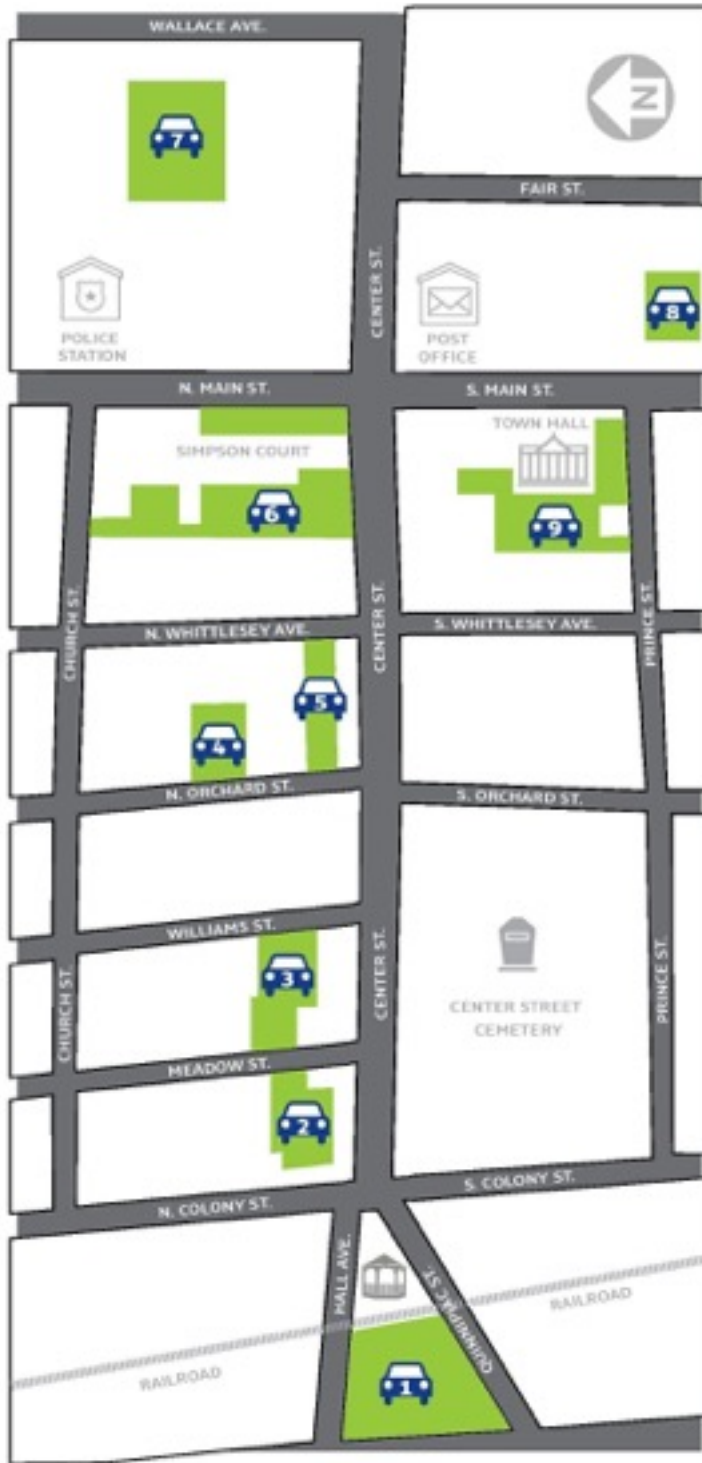 WALLACE AVE.
N
7
FAIR ST.
CENTER ST.
8
POLICE
STATION
POST
OFFICE
N. MAIN ST.
S. MAIN ST.
SIMPSON COURT
TOWN HALL
6
9
CHURCH ST.
CENTER ST.
PRINCE ST.
N. WHITTLESEY AVE.
S. WHITTLESEY AVE.
5
4
N. ORCHARD ST.
S. ORCHARD ST.
WILLIAMS ST.
3
CHURCH ST.
CENTER ST.
PRINCE ST.
CENTER STREET
CEMETERY
MEADOW ST.
2
N. COLONY ST.
S. COLONY ST.
HALL AVE.
QUINNIPIAC ST.
RAILROAD
RAILROAD
1